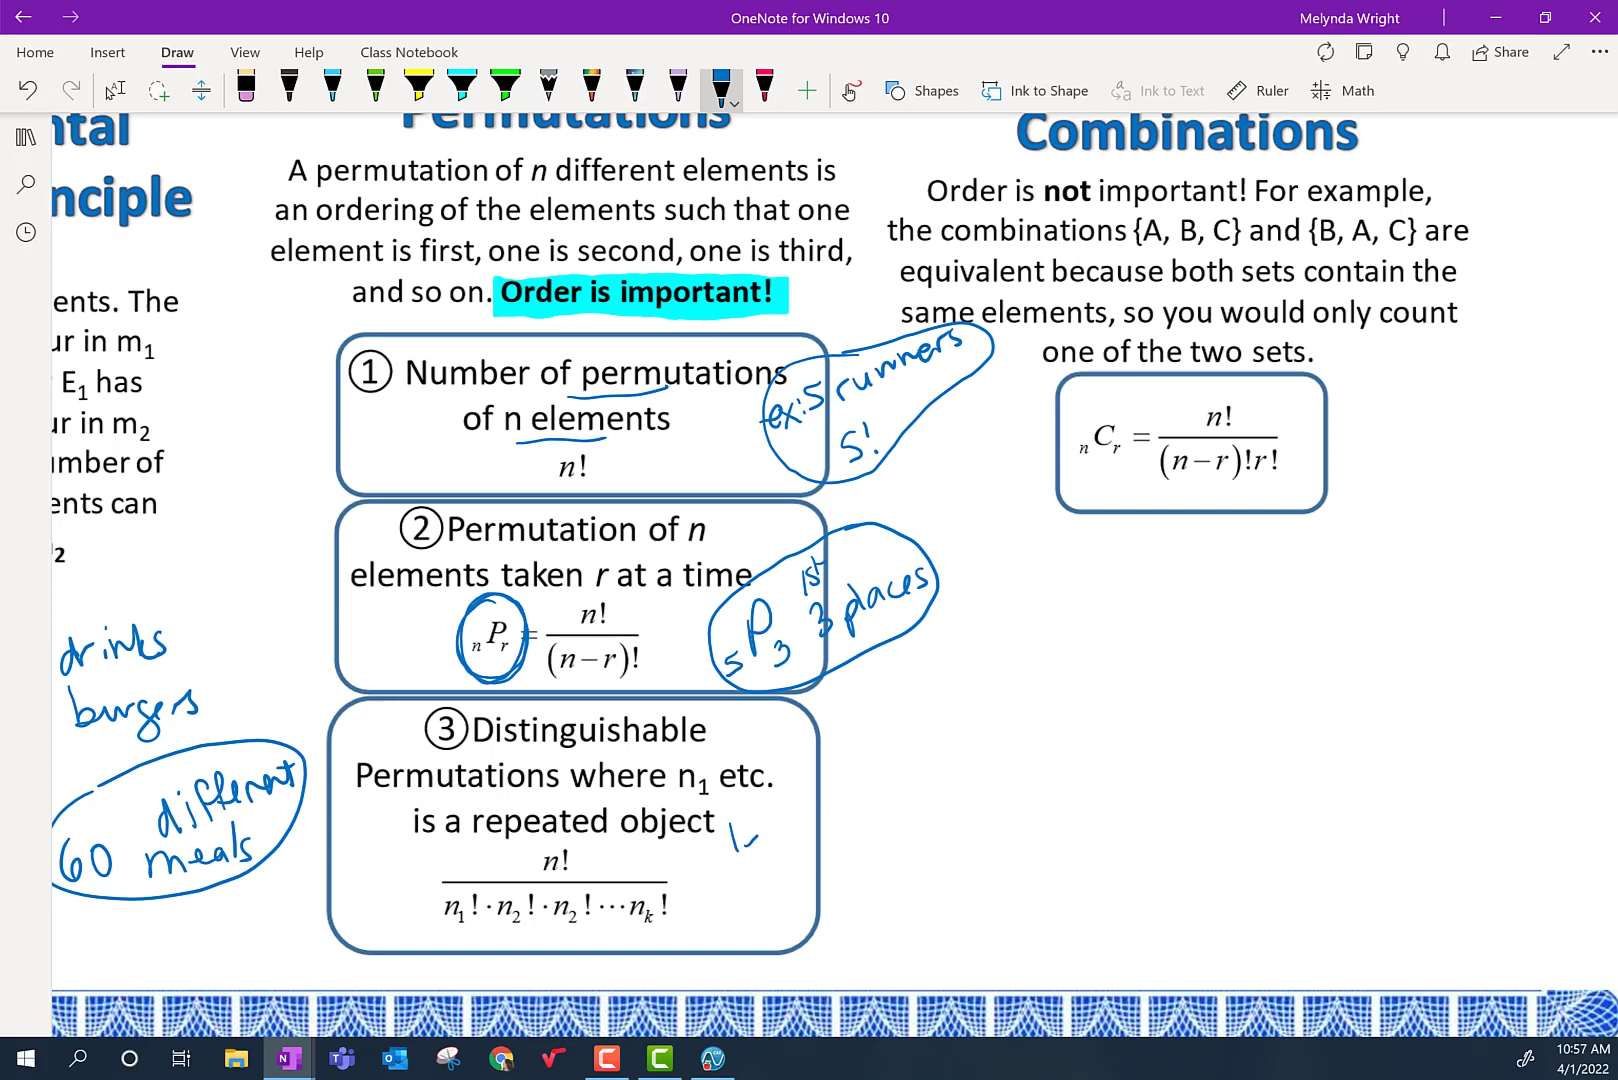 OneNote for Windows 10
Melynda Wright
Home Insert Draw View Help Class Notebook
Share
Shapes Ink to Shape Ink to Text Ruler Math
ntal
nciple
ents. The
ur in m₁
E₁ has
ur in m₂
umber of
ents can
₂
drinks
burgers
60 different
meals
Permutations
A permutation of n different elements is
an ordering of the elements such that one
element is first, one is second, one is third,
and so on. Order is important!
① Number of permutations
of n elements
n!
ex: 5 runners
5!
② Permutation of n
elements taken r at a time
ₙPᵣ = n! / (n−r)!
₅P₃ 1st 3 places
③ Distinguishable
Permutations where n₁ etc.
is a repeated object
n! / n₁! · n₂! · n₂! ··· nₖ!
Combinations
Order is not important! For example,
the combinations {A, B, C} and {B, A, C} are
equivalent because both sets contain the
same elements, so you would only count
one of the two sets.
ₙCᵣ = n! / (n−r)!r!
10:57 AM
4/1/2022